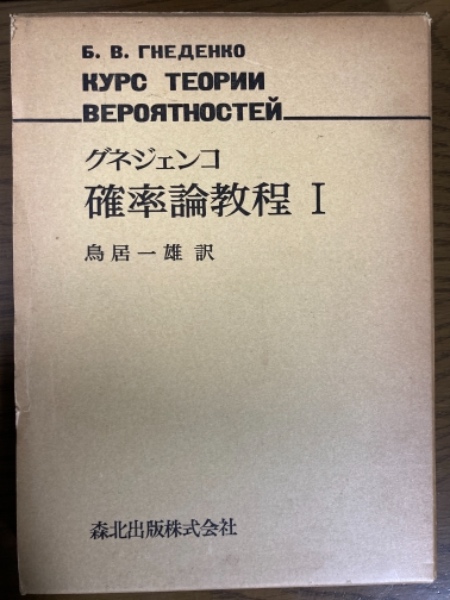 Б. В. ГНЕДЕНКО
КУРС ТЕОРИИ
ВЕРОЯТНОСТЕЙ
グネジェンコ
確率論教程 I
鳥居一雄 訳
森北出版株式会社